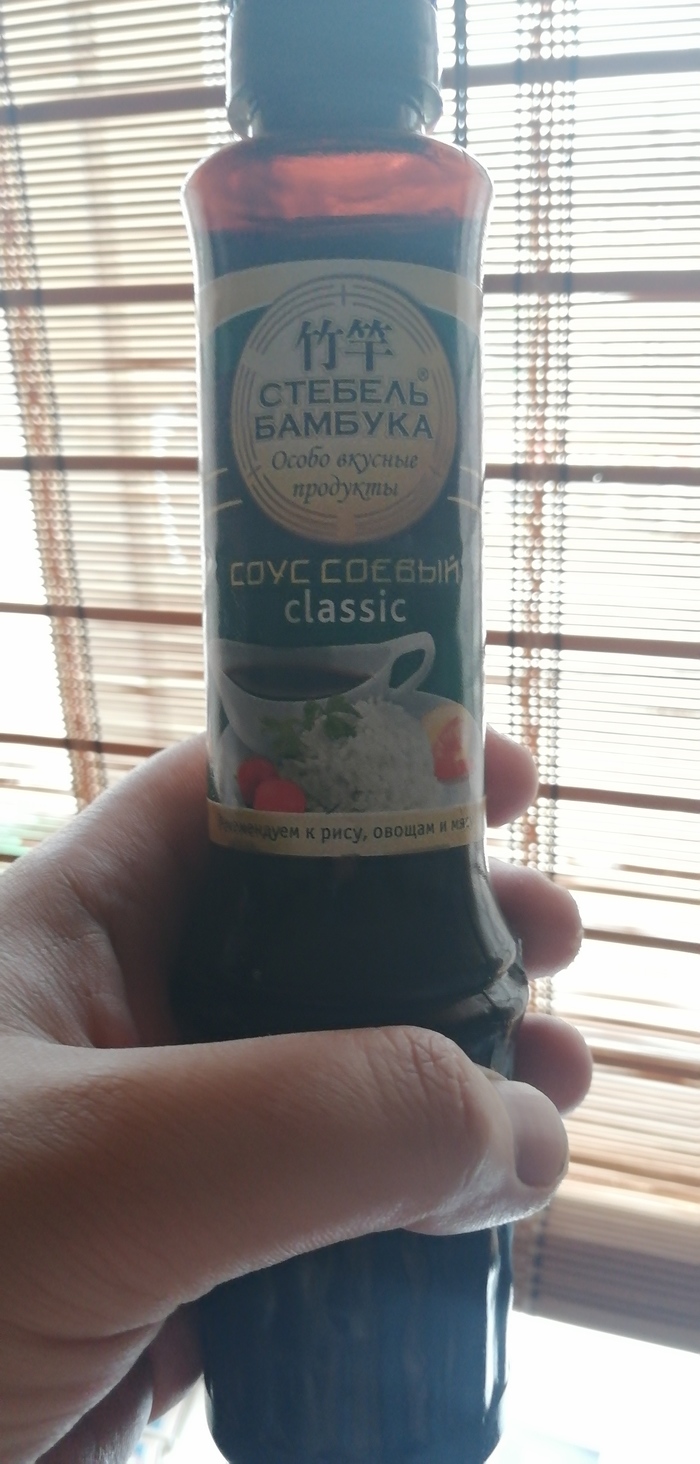 竹竿
СТЕБЕЛЬ®
БАМБУКА
Особо вкусные
продукты
СОУС СОЕВЫЙ
classic
к рису, овощам и